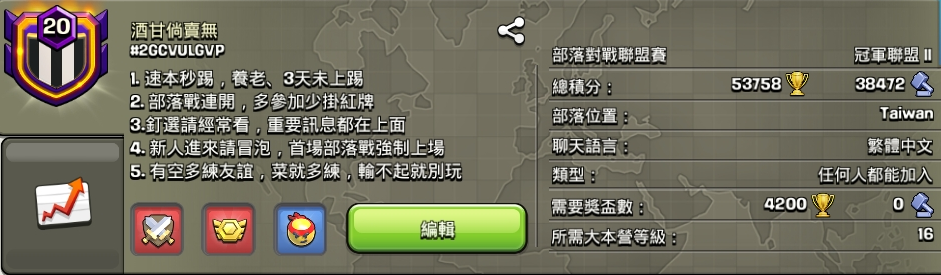 20
酒甘倘賣無
#2GCVULGVP
1. 速本秒踢，養老、3天未上踢
2. 部落戰連開，多參加少掛紅牌
3.釘選請經常看，重要訊息都在上面
4. 新人進來請冒泡，首場部落戰強制上場
5. 有空多練友誼，菜就多練，輸不起就別玩
編輯
部落對戰聯盟賽 冠軍聯盟 II
總積分： 53758 38472
部落位置： Taiwan
聊天語言： 繁體中文
類型： 任何人都能加入
需要獎盃數： 4200 0
所需大本營等級： 16